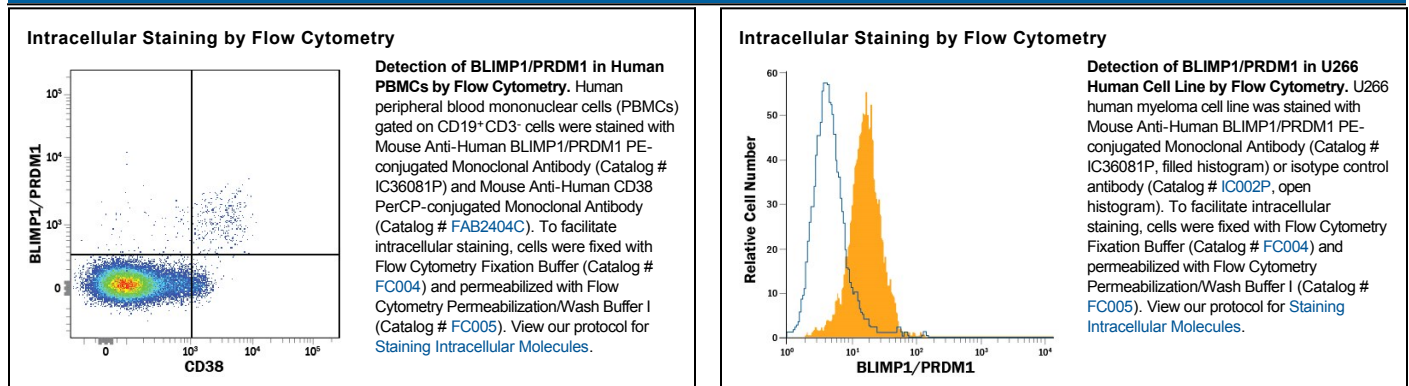 Intracellular Staining by Flow Cytometry
BLIMP1/PRDM1
10⁵
10⁴
10³
0
0
10³
10⁴
10⁵
CD38
Detection of BLIMP1/PRDM1 in Human
PBMCs by Flow Cytometry. Human
peripheral blood mononuclear cells (PBMCs)
gated on CD19⁺CD3⁻ cells were stained with
Mouse Anti-Human BLIMP1/PRDM1 PE-
conjugated Monoclonal Antibody (Catalog #
IC36081P) and Mouse Anti-Human CD38
PerCP-conjugated Monoclonal Antibody
(Catalog # FAB2404C). To facilitate
intracellular staining, cells were fixed with
Flow Cytometry Fixation Buffer (Catalog #
FC004) and permeabilized with Flow
Cytometry Permeabilization/Wash Buffer I
(Catalog # FC005). View our protocol for
Staining Intracellular Molecules.
Intracellular Staining by Flow Cytometry
Relative Cell Number
60
50
40
30
20
10
0
10⁰
10¹
10²
10³
10⁴
BLIMP1/PRDM1
Detection of BLIMP1/PRDM1 in U266
Human Cell Line by Flow Cytometry. U266
human myeloma cell line was stained with
Mouse Anti-Human BLIMP1/PRDM1 PE-
conjugated Monoclonal Antibody (Catalog #
IC36081P, filled histogram) or isotype control
antibody (Catalog # IC002P, open
histogram). To facilitate intracellular
staining, cells were fixed with Flow Cytometry
Fixation Buffer (Catalog # FC004) and
permeabilized with Flow Cytometry
Permeabilization/Wash Buffer I (Catalog #
FC005). View our protocol for Staining
Intracellular Molecules.